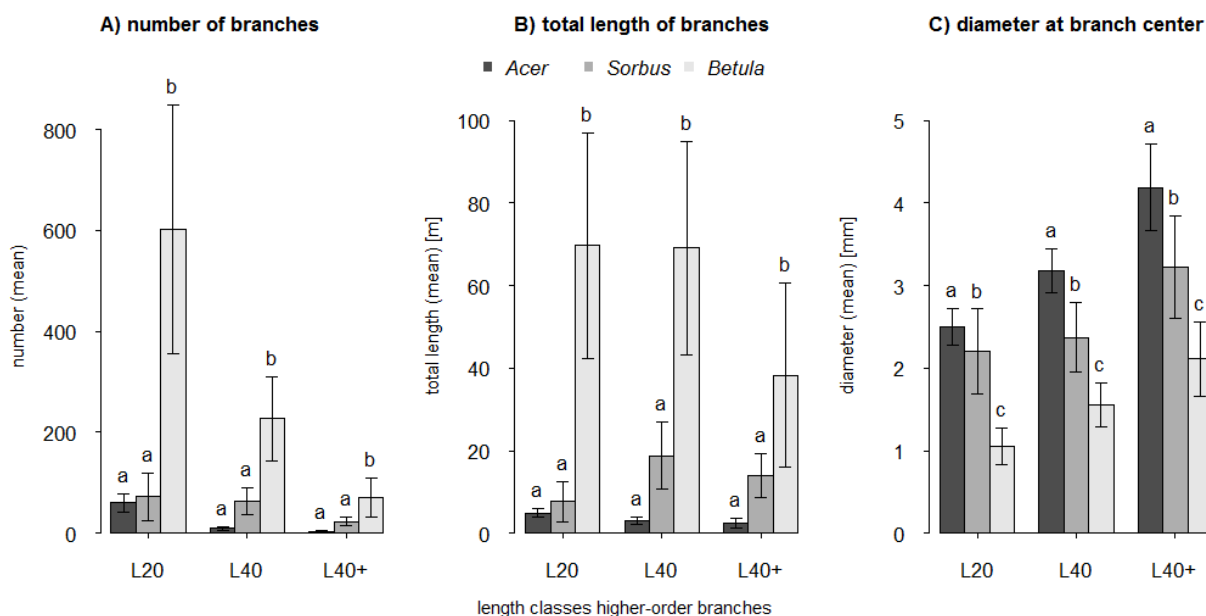 A) number of branches
B) total length of branches
C) diameter at branch center
Acer Sorbus Betula
number (mean)
800
600
400
200
0
a a b
a a b
a a b
L20 L40 L40+
total length (mean) [m]
100
80
60
40
20
0
a a b
a a b
a a b
L20 L40 L40+
diameter (mean) [mm]
5
4
3
2
1
0
a b c
a b c
a b c
L20 L40 L40+
length classes higher-order branches